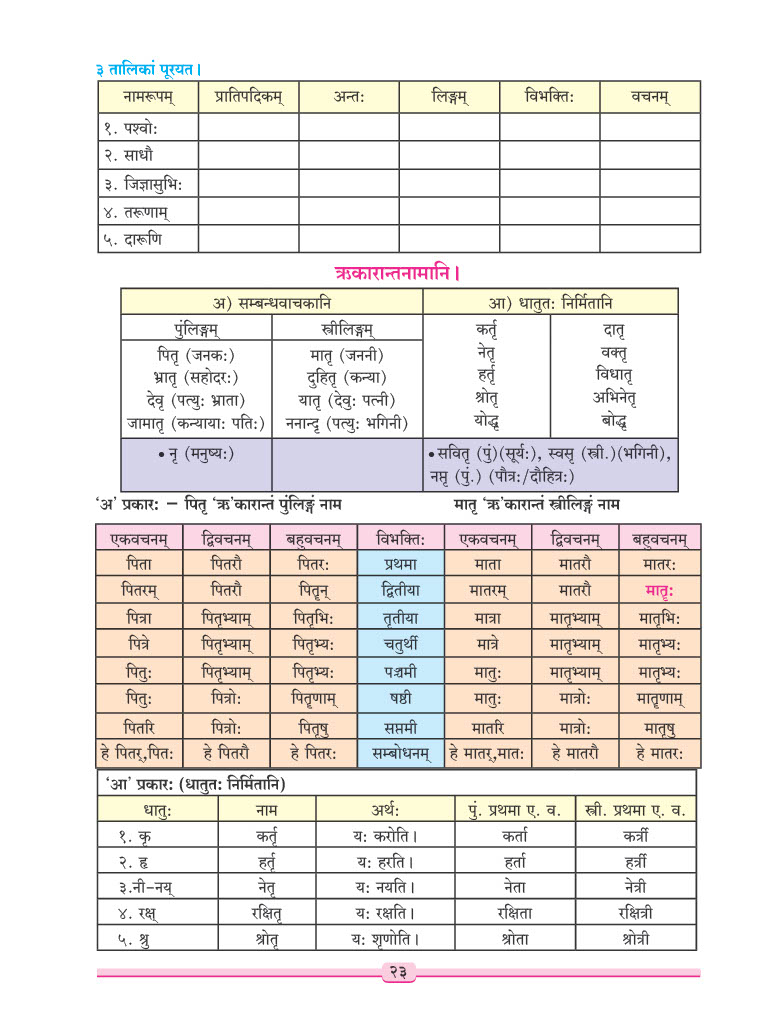 ३ तालिकां पूरयत।
नामरूपम् प्रातिपदिकम् अन्तः लिङ्गम् विभक्तिः वचनम्
१. पश्वोः
२. साधौ
३. जिज्ञासुभिः
४. तरूणाम्
५. दारूणि
ऋकारान्तनामानि।
अ) सम्बन्धवाचकानि आ) धातुतः निर्मितानि
पुंलिङ्गम् स्त्रीलिङ्गम् कर्तृ दातृ
पितृ (जनकः) मातृ (जननी) नेतृ वक्तृ
भ्रातृ (सहोदरः) दुहितृ (कन्या) हर्तृ विधातृ
देवृ (पत्युः भ्राता) यातृ (देवुः पत्नी) श्रोतृ अभिनेतृ
जामातृ (कन्यायाः पतिः) ननान्दृ (पत्युः भगिनी) योद्धृ बोद्धृ
• नृ (मनुष्यः) • सवितृ (पुं)(सूर्यः), स्वसृ (स्त्री.)(भगिनी),
नप्तृ (पुं.) (पौत्रः/दौहित्रः)
‘अ’ प्रकारः – पितृ ‘ऋ’कारान्तं पुंलिङ्गं नाम मातृ ‘ऋ’कारान्तं स्त्रीलिङ्गं नाम
एकवचनम् द्विवचनम् बहुवचनम् विभक्तिः एकवचनम् द्विवचनम् बहुवचनम्
पिता पितरौ पितरः प्रथमा माता मातरौ मातरः
पितरम् पितरौ पितॄन् द्वितीया मातरम् मातरौ मातॄः
पित्रा पितृभ्याम् पितृभिः तृतीया मात्रा मातृभ्याम् मातृभिः
पित्रे पितृभ्याम् पितृभ्यः चतुर्थी मात्रे मातृभ्याम् मातृभ्यः
पितुः पितृभ्याम् पितृभ्यः पञ्चमी मातुः मातृभ्याम् मातृभ्यः
पितुः पित्रोः पितॄणाम् षष्ठी मातुः मात्रोः मातॄणाम्
पितरि पित्रोः पितृषु सप्तमी मातरि मात्रोः मातृषु
हे पितर्,पितः हे पितरौ हे पितरः सम्बोधनम् हे मातर्,मातः हे मातरौ हे मातरः
‘आ’ प्रकारः (धातुतः निर्मितानि)
धातुः नाम अर्थः पुं. प्रथमा ए. व. स्त्री. प्रथमा ए. व.
१. कृ कर्तृ यः करोति। कर्ता कर्त्री
२. हृ हर्तृ यः हरति। हर्ता हर्त्री
३.नी-नय् नेतृ यः नयति। नेता नेत्री
४. रक्ष् रक्षितृ यः रक्षति। रक्षिता रक्षित्री
५. श्रु श्रोतृ यः शृणोति। श्रोता श्रोत्री
२३